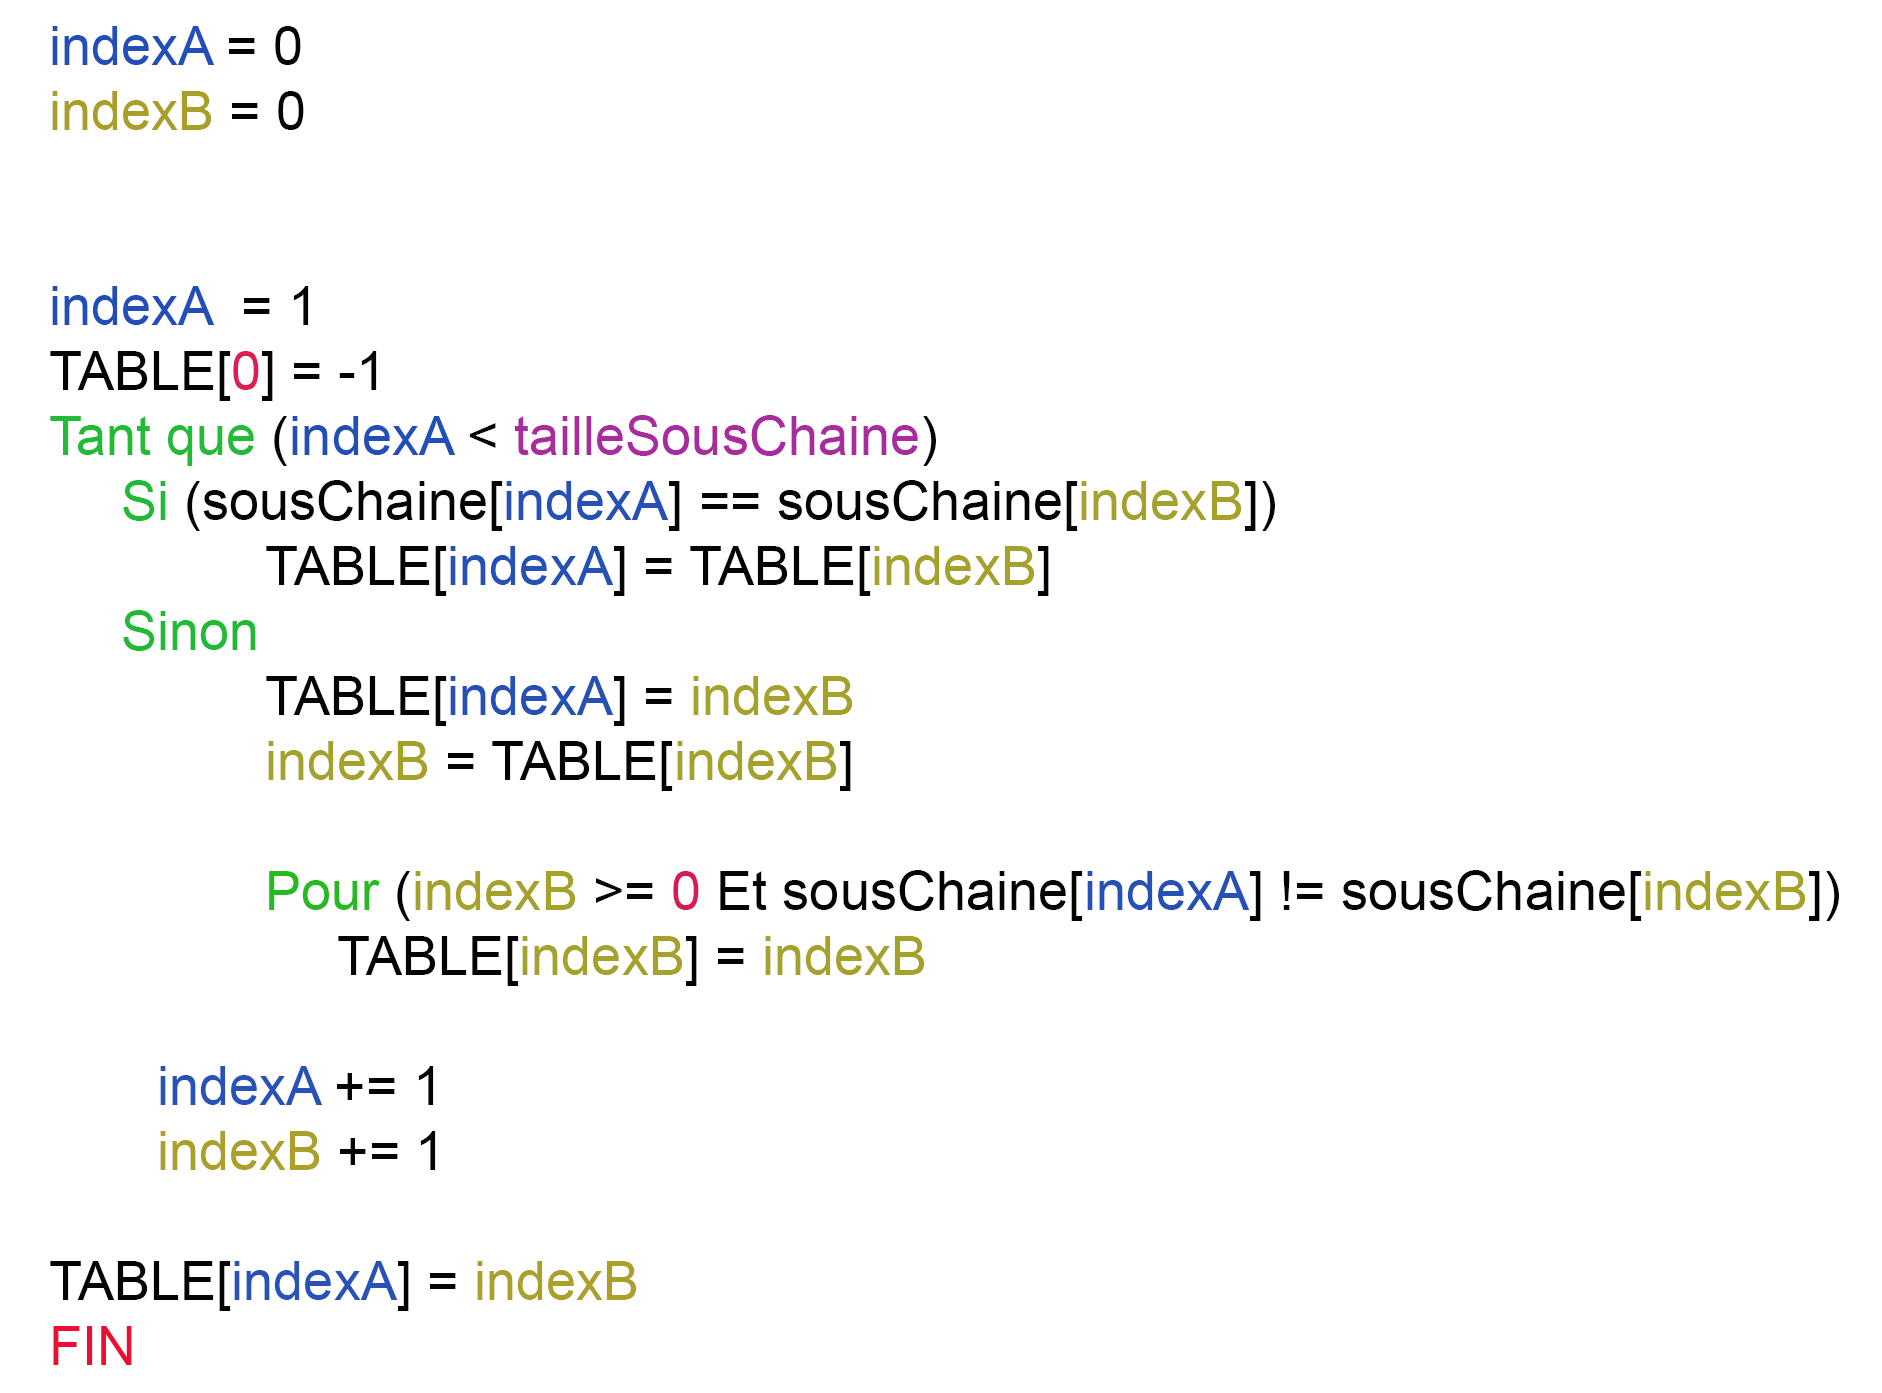 indexA = 0
indexB = 0
indexA = 1
TABLE[0] = -1
Tant que (indexA < tailleSousChaine)
Si (sousChaine[indexA] == sousChaine[indexB])
TABLE[indexA] = TABLE[indexB]
Sinon
TABLE[indexA] = indexB
indexB = TABLE[indexB]
Pour (indexB >= 0 Et sousChaine[indexA] != sousChaine[indexB])
TABLE[indexB] = indexB
indexA += 1
indexB += 1
TABLE[indexA] = indexB
FIN